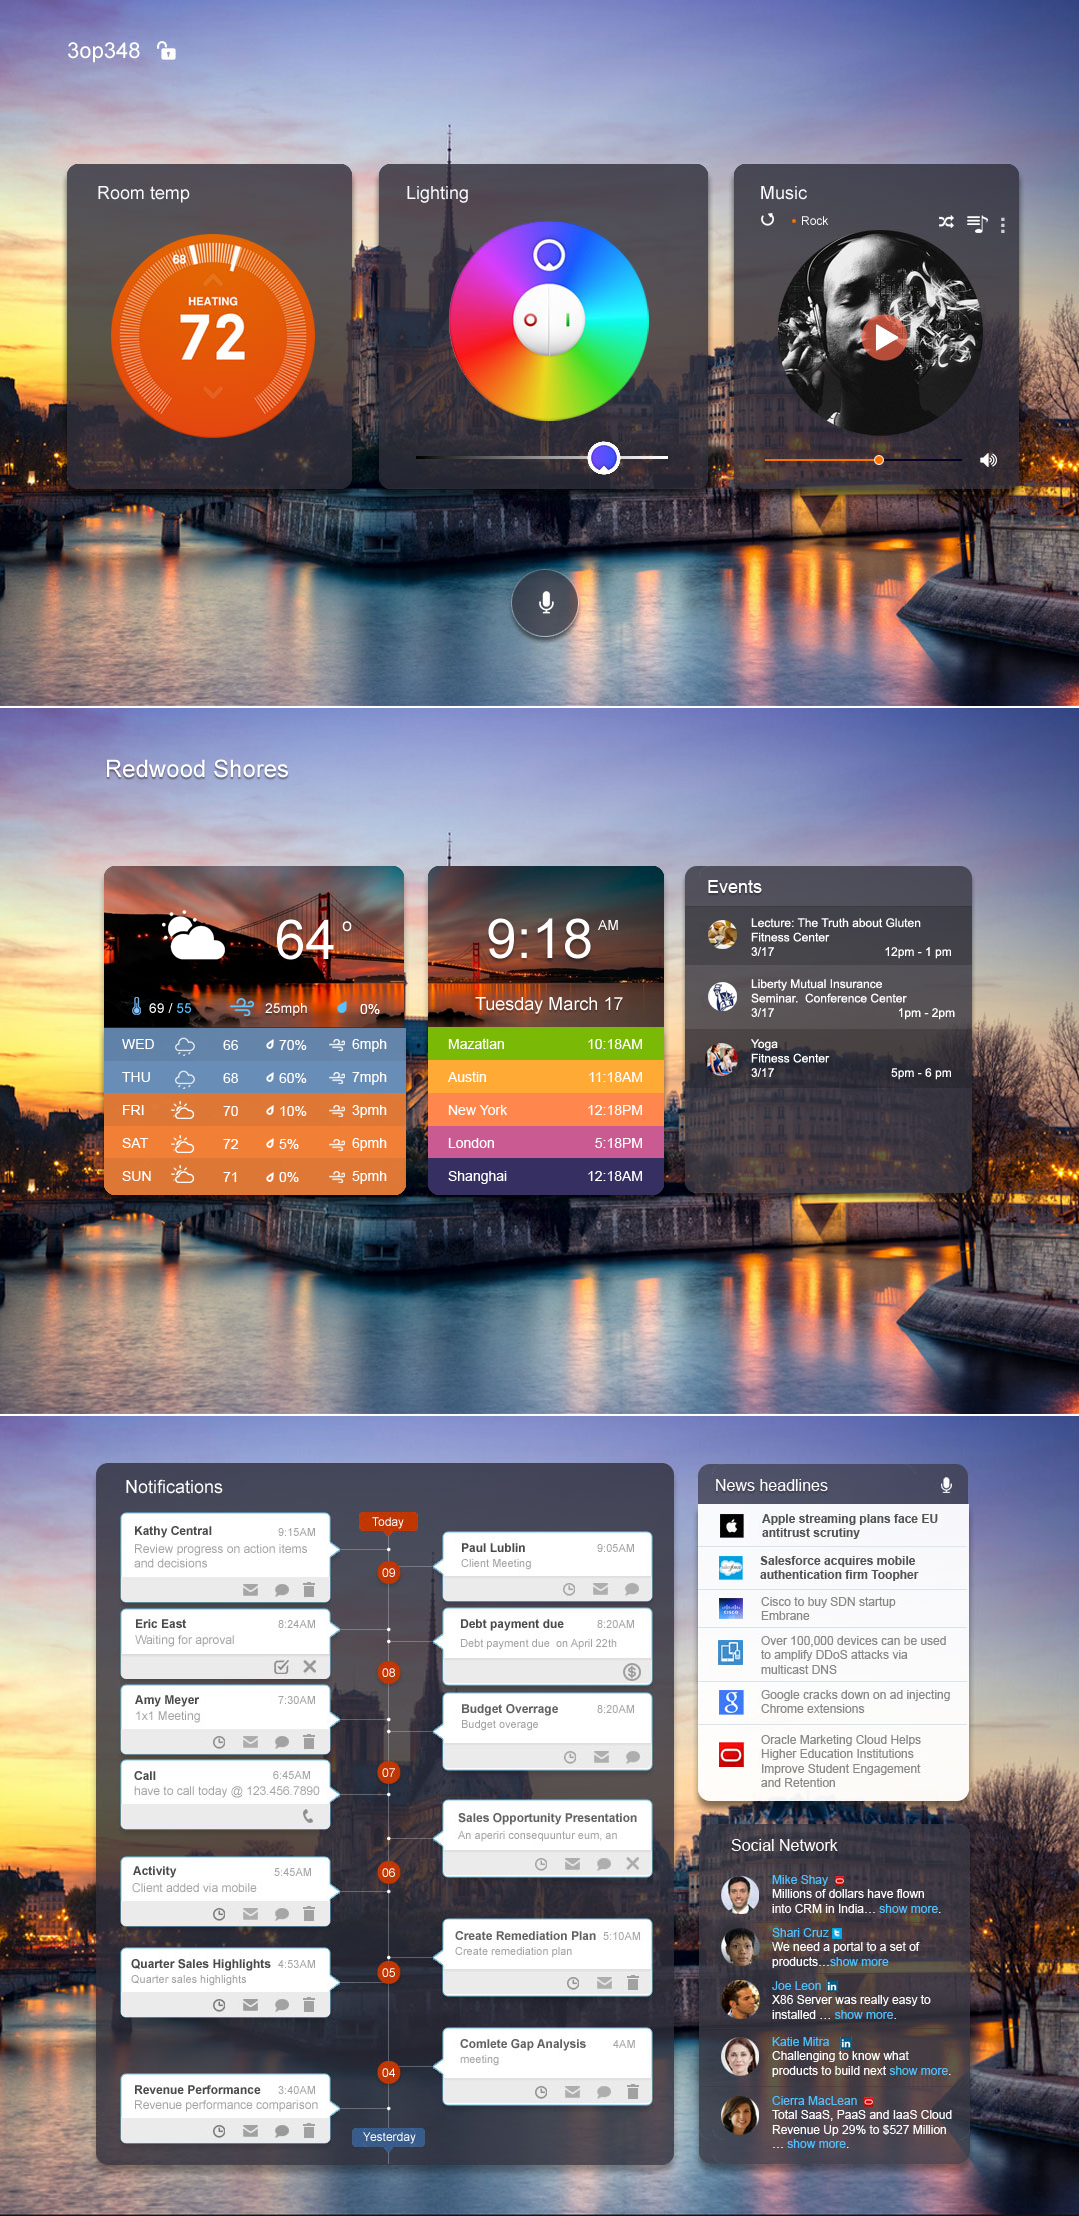 3op348
Room temp
68
HEATING
72
Lighting
Music
Rock
Redwood Shores
64°
69 / 55
25mph
0%
WED 66 70% 6mph
THU 68 60% 7mph
FRI 70 10% 3pmh
SAT 72 5% 6pmh
SUN 71 0% 5pmh
9:18 AM
Tuesday March 17
Mazatlan 10:18AM
Austin 11:18AM
New York 12:18PM
London 5:18PM
Shanghai 12:18AM
Events
Lecture: The Truth about Gluten
Fitness Center
3/17 12pm - 1 pm
Liberty Mutual Insurance
Seminar. Conference Center
3/17 1pm - 2pm
Yoga
Fitness Center
3/17 5pm - 6 pm
Notifications
Today
Kathy Central 9:15AM
Review progress on action items
and decisions
Paul Lublin 9:05AM
Client Meeting
09
Eric East 8:24AM
Waiting for aproval
Debt payment due 8:20AM
Debt payment due on April 22th
08
Amy Meyer 7:30AM
1x1 Meeting
Budget Overrage 8:20AM
Budget overage
07
Call 6:45AM
have to call today @ 123.456.7890
Sales Opportunity Presentation
An aperiri consequuntur eum, an
06
Activity 5:45AM
Client added via mobile
Create Remediation Plan 5:10AM
Create remediation plan
05
Quarter Sales Highlights 4:53AM
Quarter sales highlights
Comlete Gap Analysis 4AM
meeting
04
Revenue Performance 3:40AM
Revenue performance comparison
Yesterday
News headlines
Apple streaming plans face EU
antitrust scrutiny
Salesforce acquires mobile
authentication firm Toopher
CISCO
Cisco to buy SDN startup
Embrane
Over 100,000 devices can be used
to amplify DDoS attacks via
multicast DNS
g
Google cracks down on ad injecting
Chrome extensions
Oracle Marketing Cloud Helps
Higher Education Institutions
Improve Student Engagement
and Retention
Social Network
Mike Shay
Millions of dollars have flown
into CRM in India... show more.
Shari Cruz
We need a portal to a set of
products...show more
Joe Leon in
X86 Server was really easy to
installed ... show more.
Katie Mitra in
Challenging to know what
products to build next show more.
Cierra MacLean
Total SaaS, PaaS and IaaS Cloud
Revenue Up 29% to $527 Million
... show more.